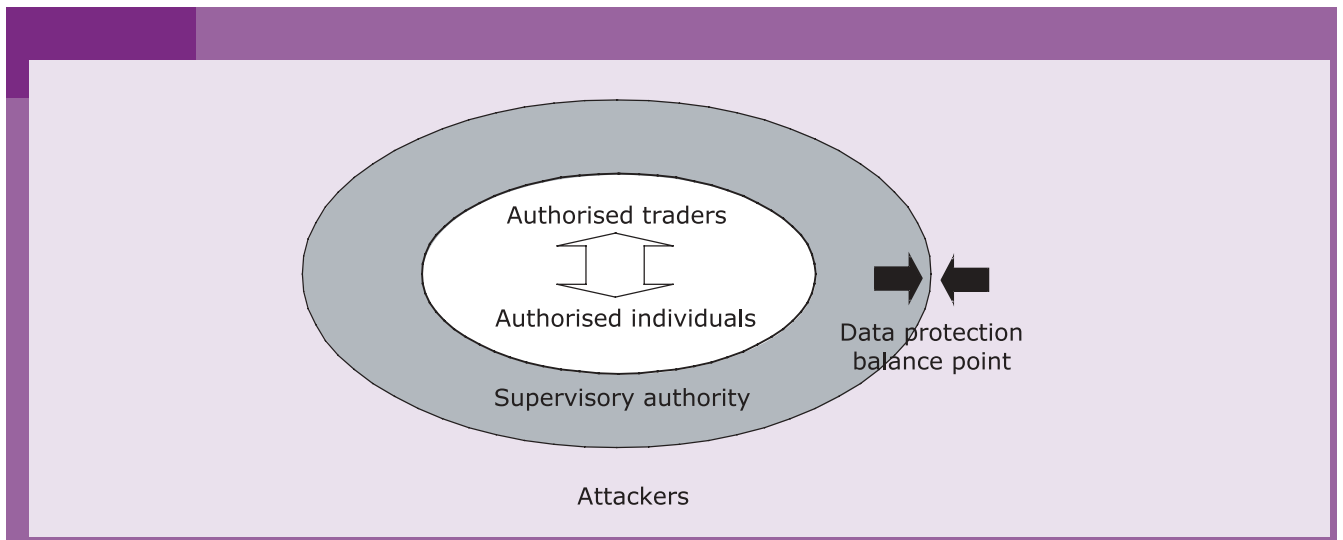 Authorised traders
Authorised individuals
Data protection
balance point
Supervisory authority
Attackers